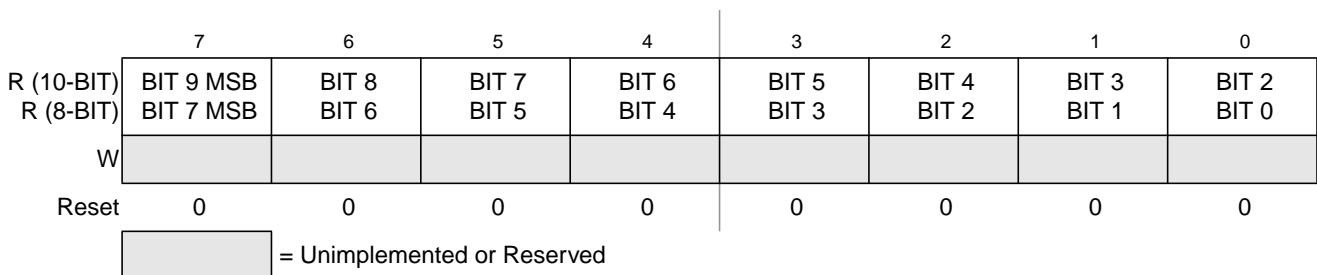 7 6 5 4 3 2 1 0
R (10-BIT) BIT 9 MSB BIT 8 BIT 7 BIT 6 BIT 5 BIT 4 BIT 3 BIT 2
R (8-BIT) BIT 7 MSB BIT 6 BIT 5 BIT 4 BIT 3 BIT 2 BIT 1 BIT 0
W
Reset 0 0 0 0 0 0 0 0
= Unimplemented or Reserved